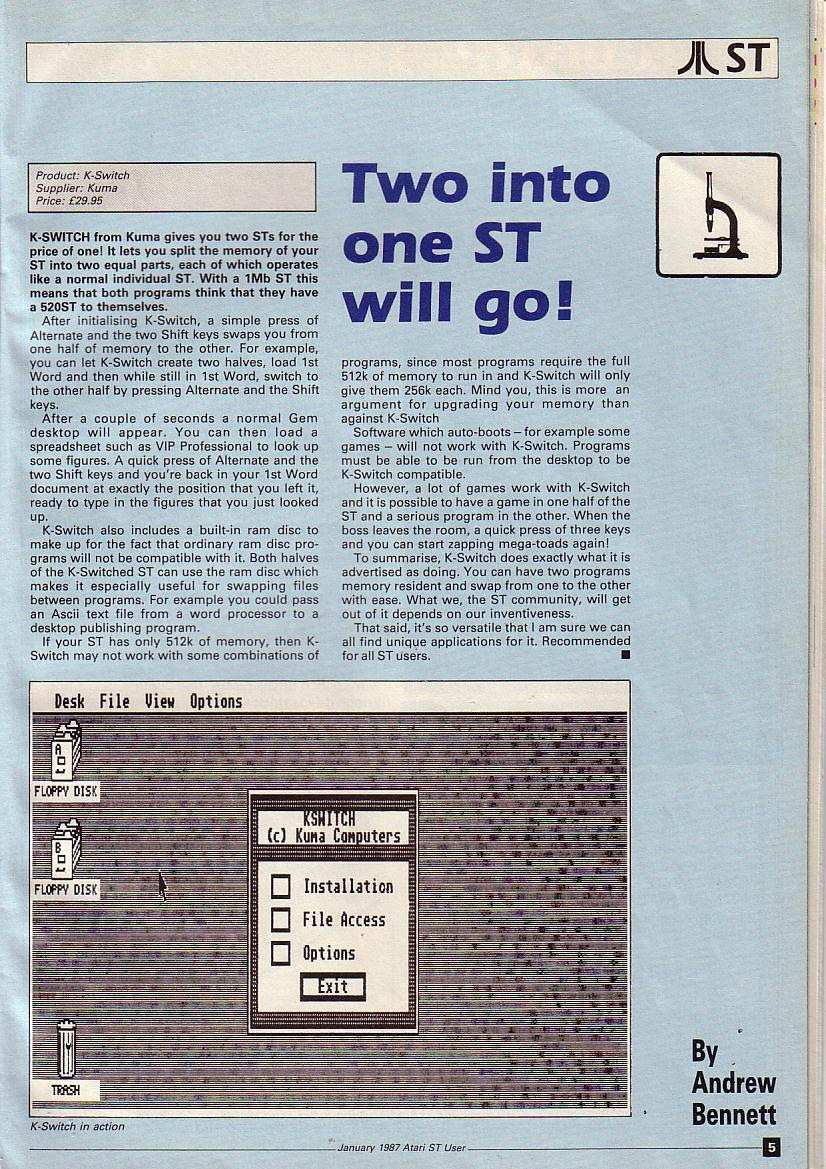 ST
Product: K-Switch
Supplier: Kuma
Price: £29.95
Two into
one ST
will go!
K-SWITCH from Kuma gives you two STs for the
price of one! It lets you split the memory of your
ST into two equal parts, each of which operates
like a normal individual ST. With a 1Mb ST this
means that both programs think that they have
a 520ST to themselves.
After initialising K-Switch, a simple press of
Alternate and the two Shift keys swaps you from
one half of memory to the other. For example,
you can let K-Switch create two halves, load 1st
Word and then while still in 1st Word, switch to
the other half by pressing Alternate and the Shift
keys.
After a couple of seconds a normal Gem
desktop will appear. You can then load a
spreadsheet such as VIP Professional to look up
some figures. A quick press of Alternate and the
two Shift keys and you're back in your 1st Word
document at exactly the position that you left it,
ready to type in the figures that you just looked
up.
K-Switch also includes a built-in ram disc to
make up for the fact that ordinary ram disc pro-
grams will not be compatible with it. Both halves
of the K-Switched ST can use the ram disc which
makes it especially useful for swapping files
between programs. For example you could pass
an Ascii text file from a word processor to a
desktop publishing program.
If your ST has only 512k of memory, then K-
Switch may not work with some combinations of
programs, since most programs require the full
512k of memory to run in and K-Switch will only
give them 256k each. Mind you, this is more an
argument for upgrading your memory than
against K-Switch
Software which auto-boots – for example some
games – will not work with K-Switch. Programs
must be able to be run from the desktop to be
K-Switch compatible.
However, a lot of games work with K-Switch
and it is possible to have a game in one half of the
ST and a serious program in the other. When the
boss leaves the room, a quick press of three keys
and you can start zapping mega-toads again!
To summarise, K-Switch does exactly what it is
advertised as doing. You can have two programs
memory resident and swap from one to the other
with ease. What we, the ST community, will get
out of it depends on our inventiveness.
That said, it's so versatile that I am sure we can
all find unique applications for it. Recommended
for all ST users.
Desk File View Options
A
FLOPPY DISK
B
FLOPPY DISK
TRASH
KSWITCH
(c) Kuma Computers
Installation
File Access
Options
Exit
K-Switch in action
By
Andrew
Bennett
January 1987 Atari ST User
5